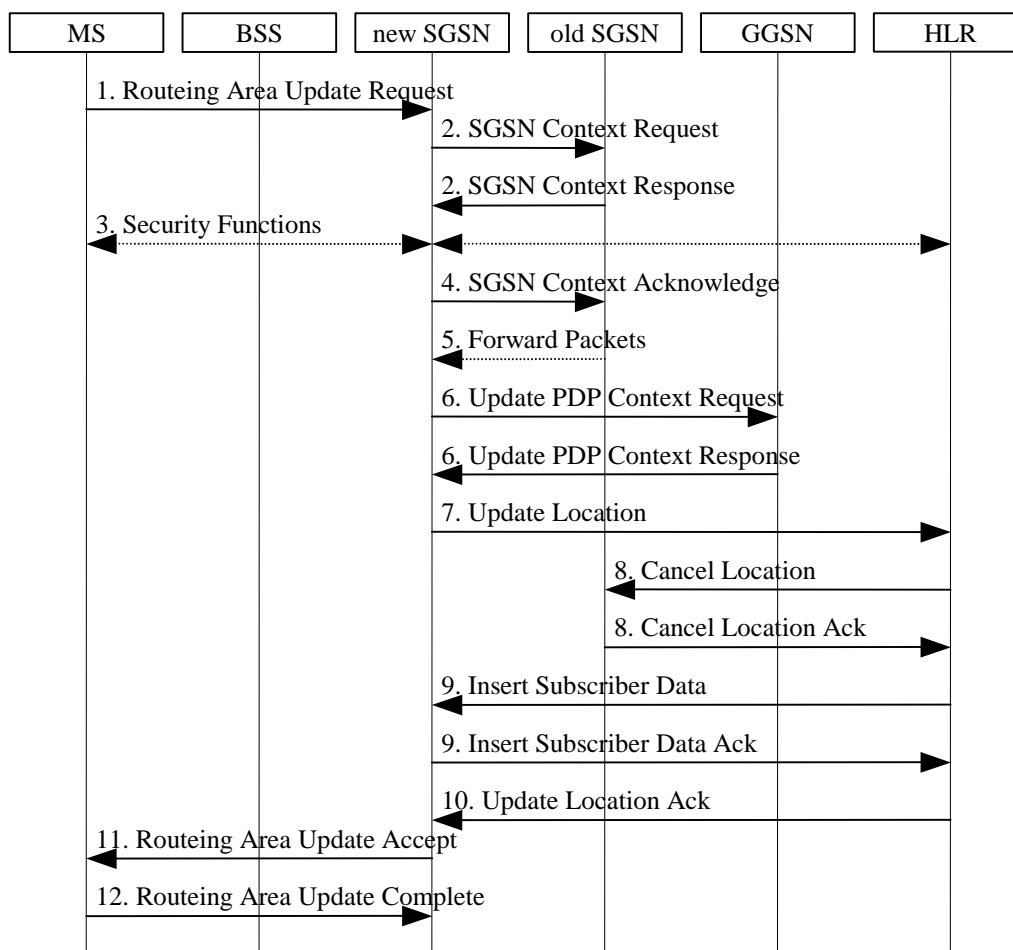 MS BSS new SGSN old SGSN GGSN HLR
1. Routeing Area Update Request
2. SGSN Context Request
2. SGSN Context Response
3. Security Functions
4. SGSN Context Acknowledge
5. Forward Packets
6. Update PDP Context Request
6. Update PDP Context Response
7. Update Location
8. Cancel Location
8. Cancel Location Ack
9. Insert Subscriber Data
9. Insert Subscriber Data Ack
10. Update Location Ack
11. Routeing Area Update Accept
12. Routeing Area Update Complete